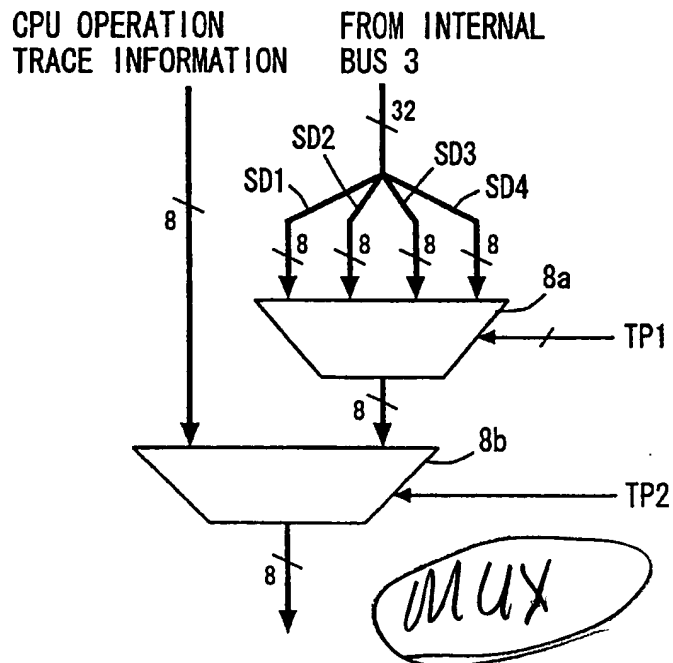 CPU OPERATION
TRACE INFORMATION
FROM INTERNAL
BUS 3
32
SD2
SD3
SD1
SD4
8
8
8
8
8
8a
TP1
8
8b
TP2
8
MUX